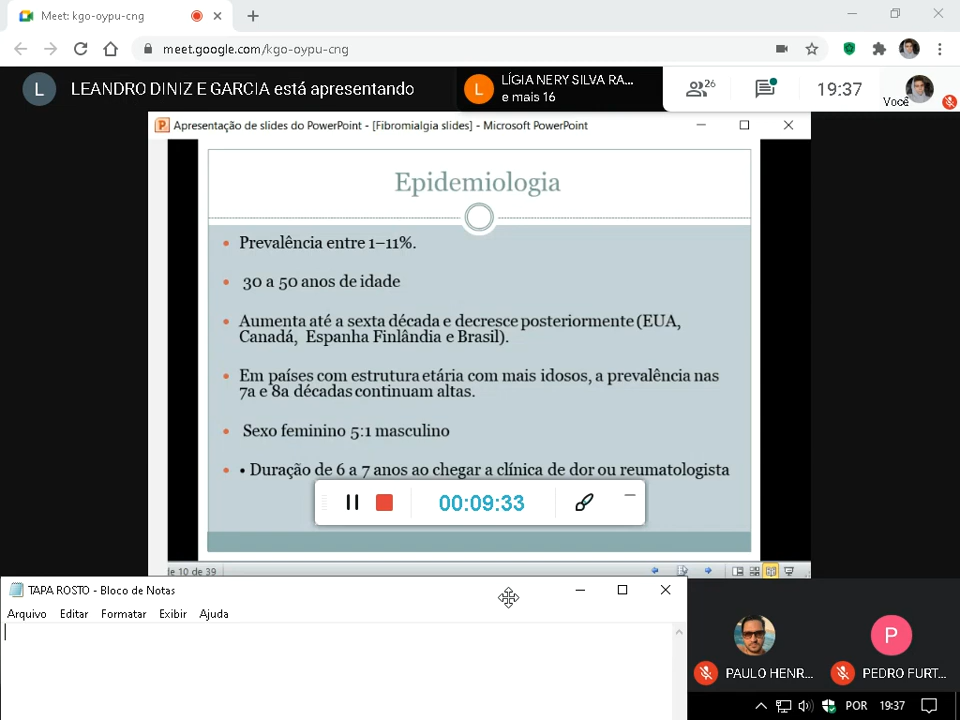 Meet: kgo-oypu-cng
meet.google.com/kgo-oypu-cng
L LEANDRO DINIZ E GARCIA está apresentando
L LÍGIA NERY SILVA RA...
e mais 16
26
19:37
Você
Apresentação de slides do PowerPoint - [Fibromialgia slides] - Microsoft PowerPoint
Epidemiologia
• Prevalência entre 1–11%.
• 30 a 50 anos de idade
• Aumenta até a sexta década e decresce posteriormente (EUA,
Canadá, Espanha Finlândia e Brasil).
• Em países com estrutura etária com mais idosos, a prevalência nas
7a e 8a décadas continuam altas.
• Sexo feminino 5:1 masculino
• • Duração de 6 a 7 anos ao chegar a clínica de dor ou reumatologista
00:09:33
de 10 de 39
TAPA ROSTO - Bloco de Notas
Arquivo Editar Formatar Exibir Ajuda
P
PAULO HENR... PEDRO FURT...
POR 19:37